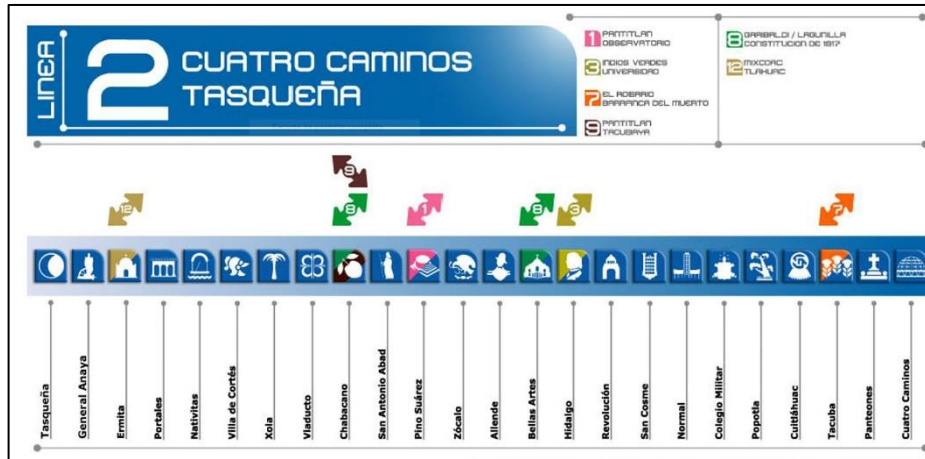 LINEA
2
CUATRO CAMINOS
TASQUEÑA
1 PANTITLAN
OBSERVATORIO
3 INDIOS VERDES
UNIVERSIDAD
7 EL ROSARIO
BARRANCA DEL MUERTO
9 PANTITLAN
TACUBAYA
8 GARIBALDI / LAGUNILLA
CONSTITUCION DE 1917
12 MIXCOAC
TLAHUAC
9
12
8
1
8
3
7
Tasqueña
General Anaya
Ermita
Portales
Nativitas
Villa de Cortés
Xola
Viaducto
Chabacano
San Antonio Abad
Pino Suárez
Zócalo
Allende
Bellas Artes
Hidalgo
Revolución
San Cosme
Normal
Colegio Militar
Popotla
Cuitláhuac
Tacuba
Panteones
Cuatro Caminos